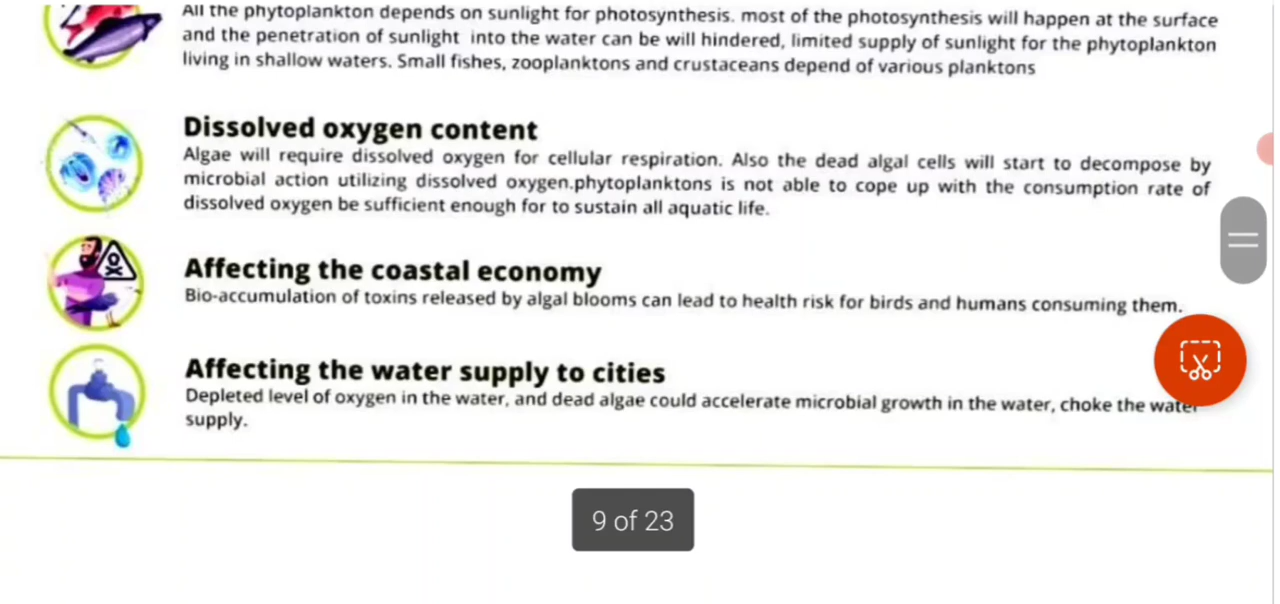 All the phytoplankton depends on sunlight for photosynthesis. most of the photosynthesis will happen at the surface
and the penetration of sunlight into the water can be will hindered, limited supply of sunlight for the phytoplankton
living in shallow waters. Small fishes, zooplanktons and crustaceans depend of various planktons
Dissolved oxygen content
Algae will require dissolved oxygen for cellular respiration. Also the dead algal cells will start to decompose by
microbial action utilizing dissolved oxygen.phytoplanktons is not able to cope up with the consumption rate of
dissolved oxygen be sufficient enough for to sustain all aquatic life.
Affecting the coastal economy
Bio-accumulation of toxins released by algal blooms can lead to health risk for birds and humans consuming them.
Affecting the water supply to cities
Depleted level of oxygen in the water, and dead algae could accelerate microbial growth in the water, choke the water
supply.
9 of 23